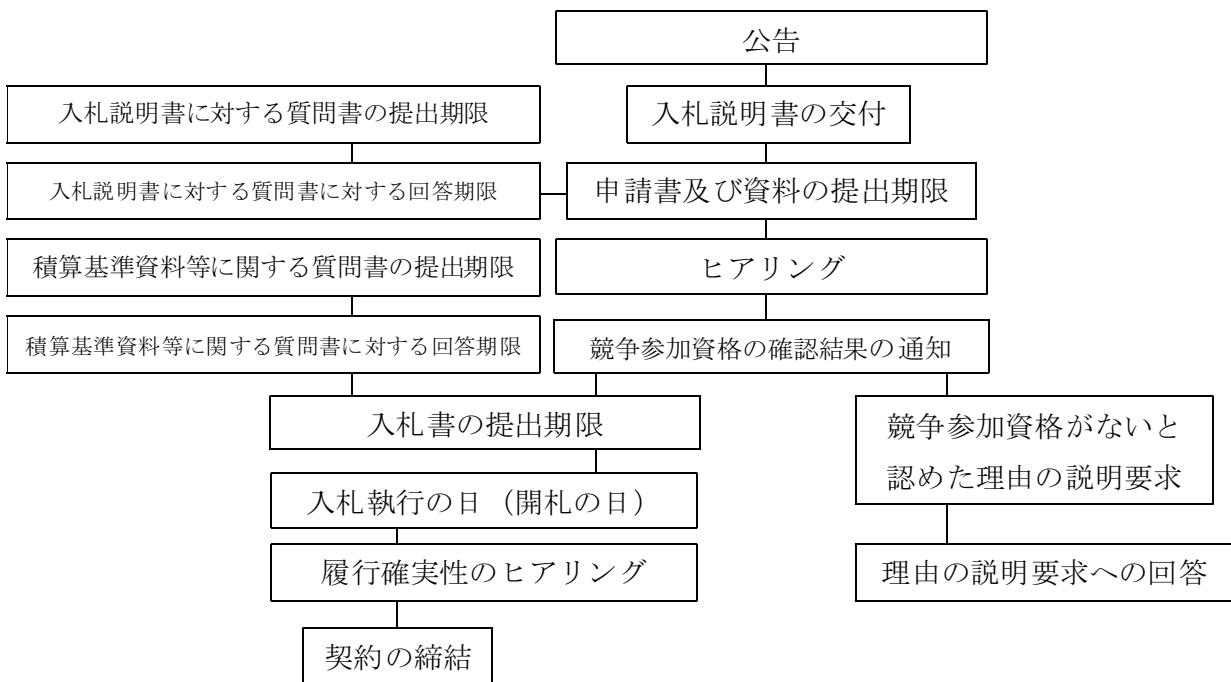 公告
入札説明書に対する質問書の提出期限
入札説明書の交付
入札説明書に対する質問書に対する回答期限
申請書及び資料の提出期限
積算基準資料等に関する質問書の提出期限
ヒアリング
積算基準資料等に関する質問書に対する回答期限
競争参加資格の確認結果の通知
入札書の提出期限
競争参加資格がないと
認めた理由の説明要求
入札執行の日（開札の日）
履行確実性のヒアリング
理由の説明要求への回答
契約の締結